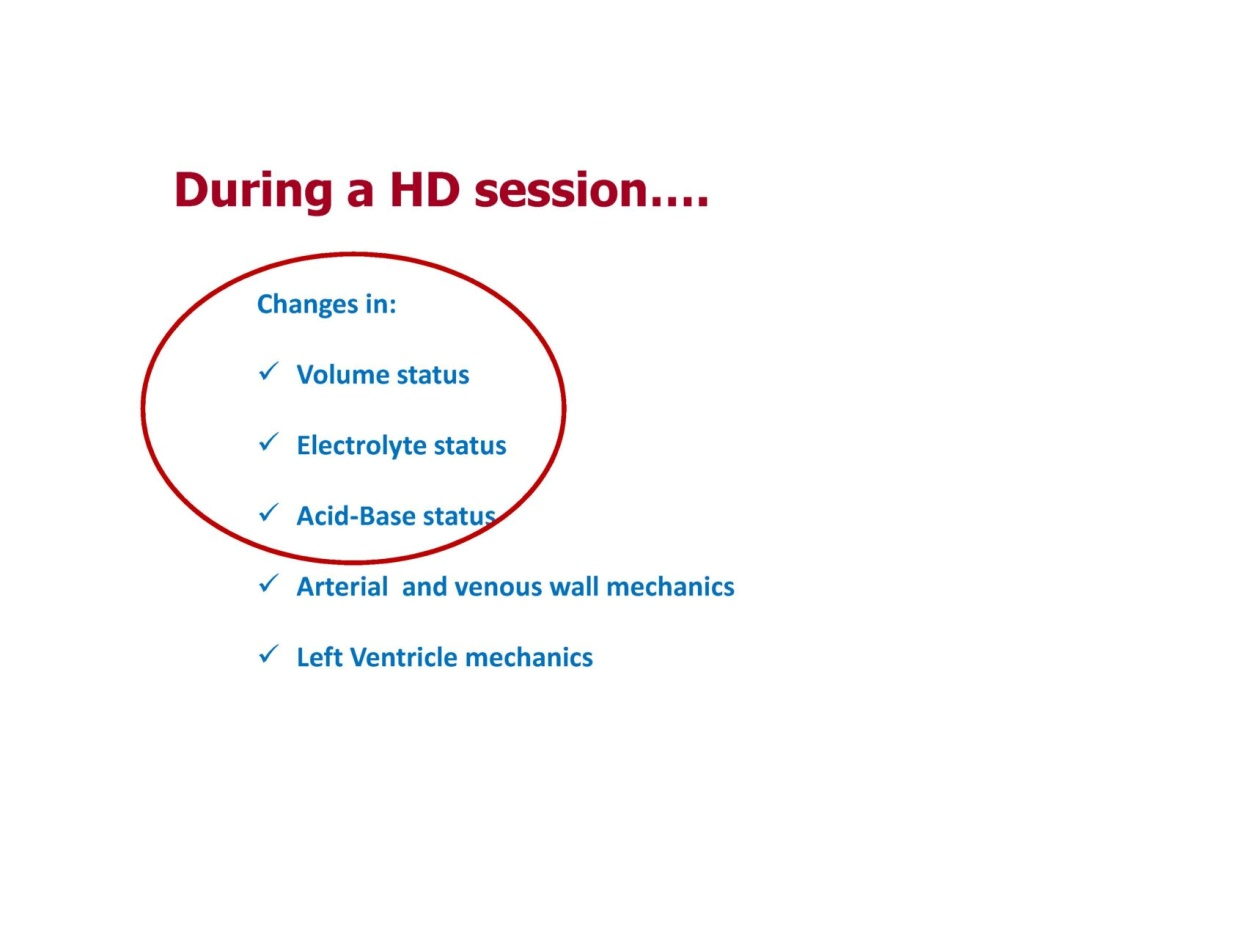 During a HD session....
Changes in:
✓ Volume status
✓ Electrolyte status
✓ Acid-Base status
✓ Arterial and venous wall mechanics
✓ Left Ventricle mechanics